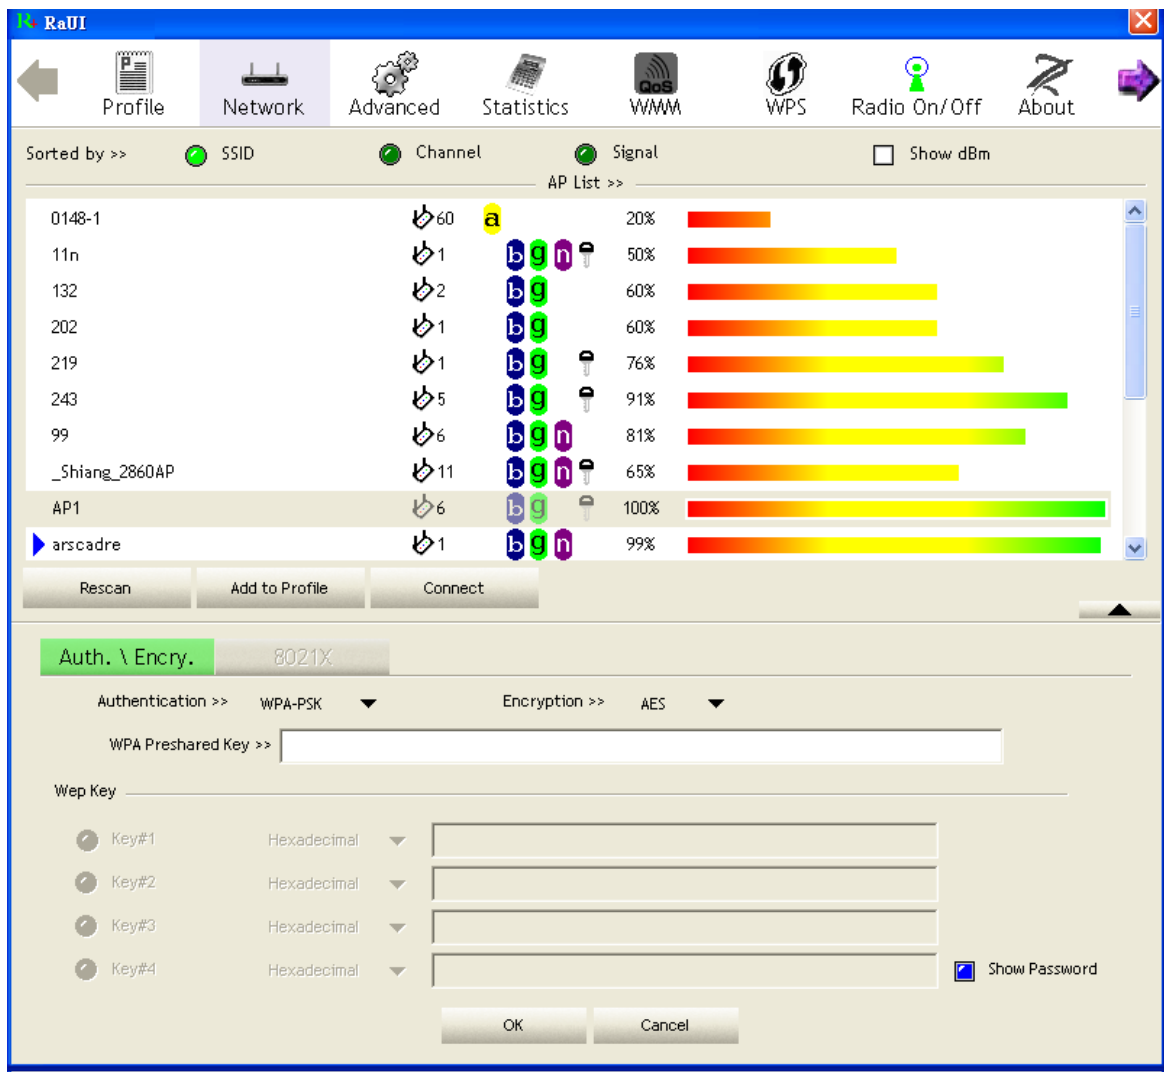 RaUI
Profile Network Advanced Statistics WMM WPS Radio On/Off About
QoS
Sorted by >> SSID Channel Signal Show dBm
AP List >>
0148-1 60 a 20%
11n 1 b g n 50%
132 2 b g 60%
202 1 b g 60%
219 1 b g 76%
243 5 b g 91%
99 6 b g n 81%
_Shiang_2860AP 11 b g n 65%
AP1 6 b g 100%
arscadre 1 b g n 99%
Rescan Add to Profile Connect
Auth. \ Encry. 8021X
Authentication >> WPA-PSK Encryption >> AES
WPA Preshared Key >>
Wep Key
Key#1 Hexadecimal
Key#2 Hexadecimal
Key#3 Hexadecimal
Key#4 Hexadecimal Show Password
OK Cancel